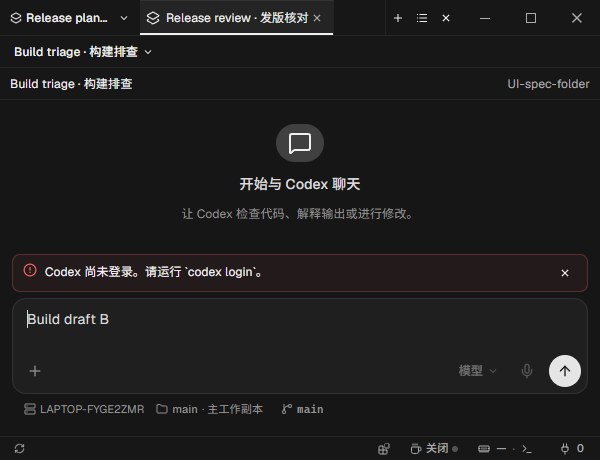 Release plan...
Release review · 发版核对
Build triage · 构建排查
Build triage · 构建排查
UI-spec-folder
开始与 Codex 聊天
让 Codex 检查代码、解释输出或进行修改。
Codex 尚未登录。请运行 `codex login`。
Build draft B
模型
LAPTOP-FYGE2ZMR
main · 主工作副本
main
关闭
0